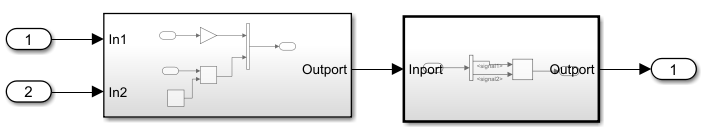 1
In1
2
In2
Outport
Inport
<signal1>
<signal2>
Outport
1